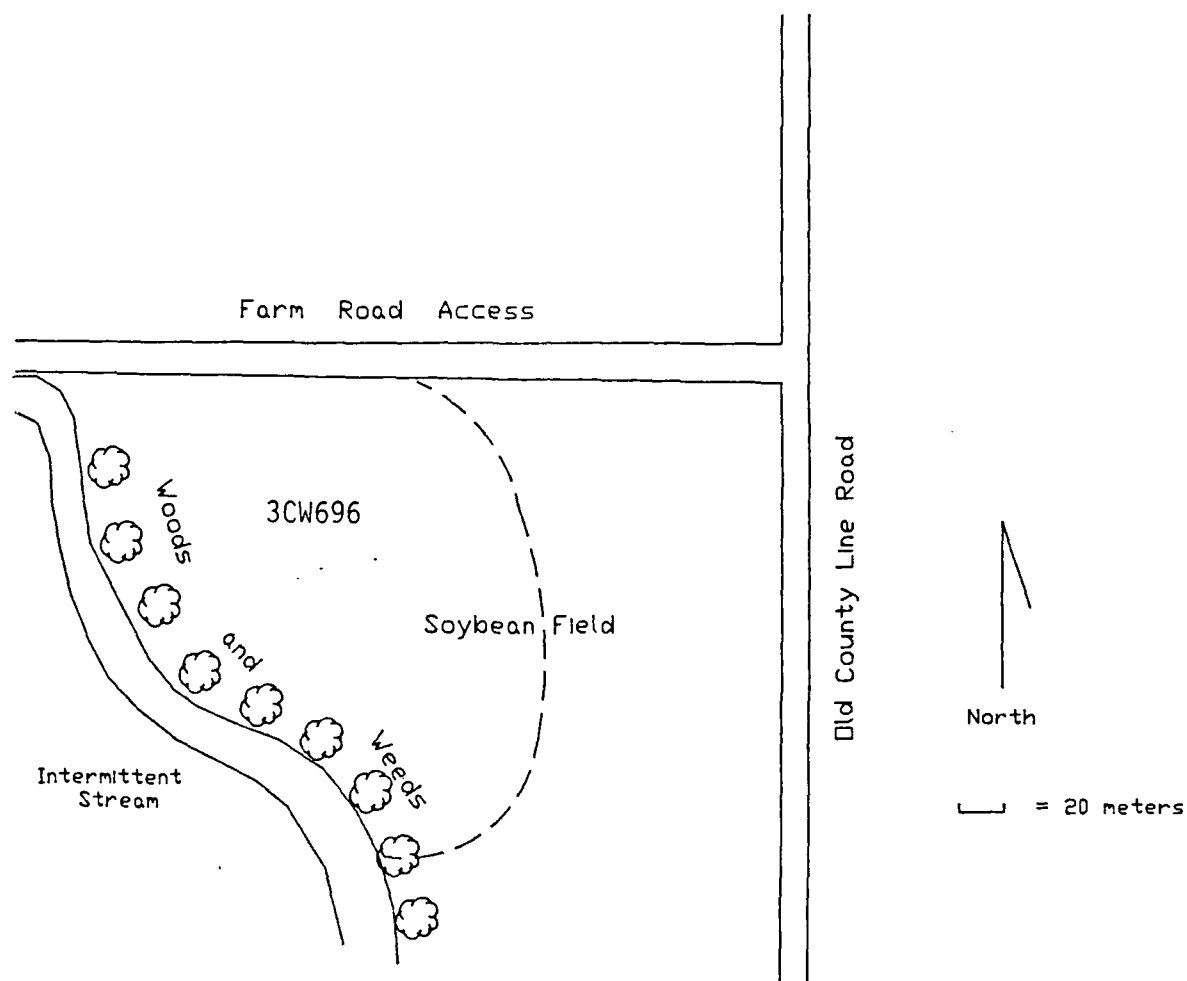 Farm Road Access
Woods
and
Weeds
3CW696
Soybean Field
Old County Line Road
North
Intermittent
Stream
= 20 meters